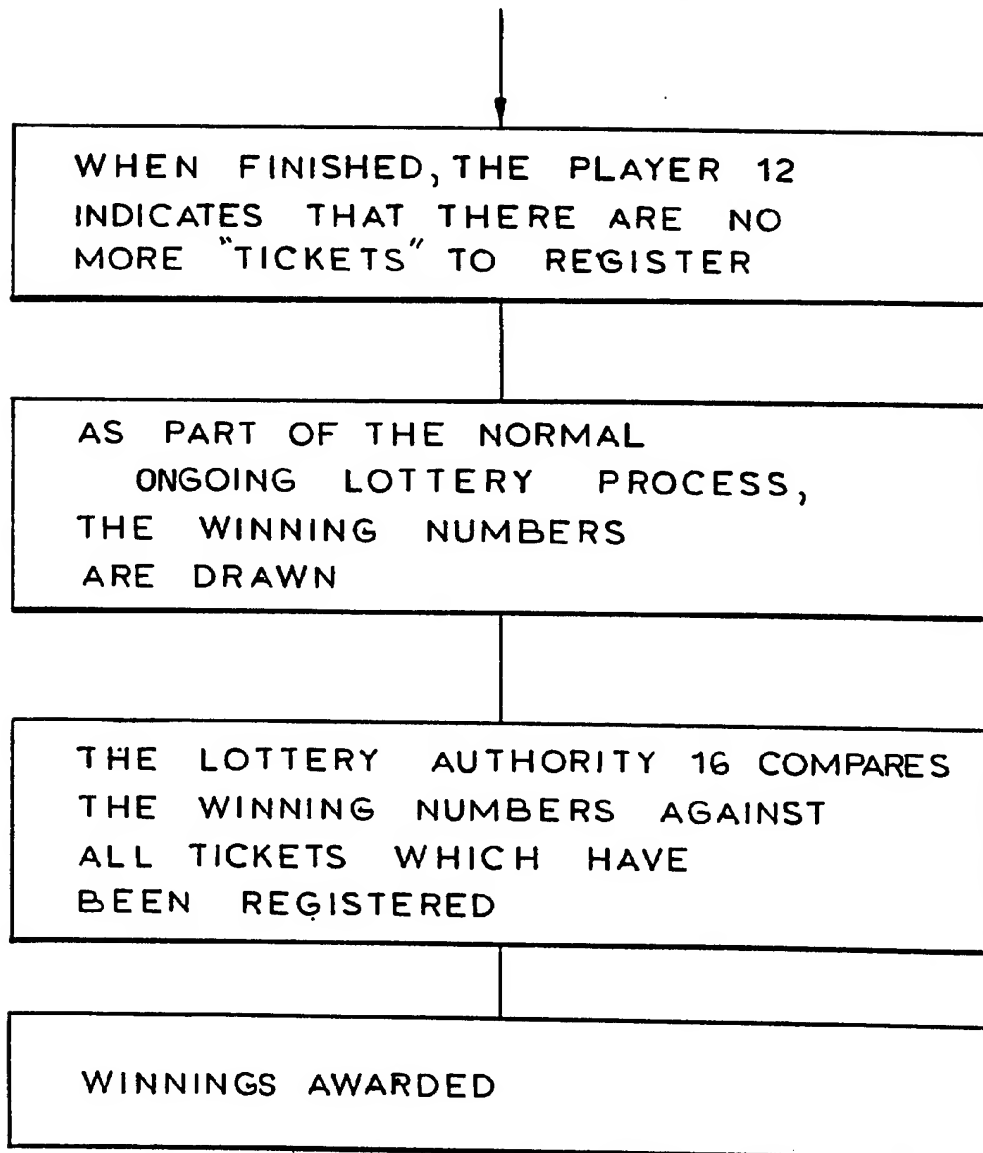 WHEN FINISHED, THE PLAYER 12
INDICATES THAT THERE ARE NO
MORE "TICKETS" TO REGISTER
AS PART OF THE NORMAL
ONGOING LOTTERY PROCESS,
THE WINNING NUMBERS
ARE DRAWN
THE LOTTERY AUTHORITY 16 COMPARES
THE WINNING NUMBERS AGAINST
ALL TICKETS WHICH HAVE
BEEN REGISTERED
WINNINGS AWARDED